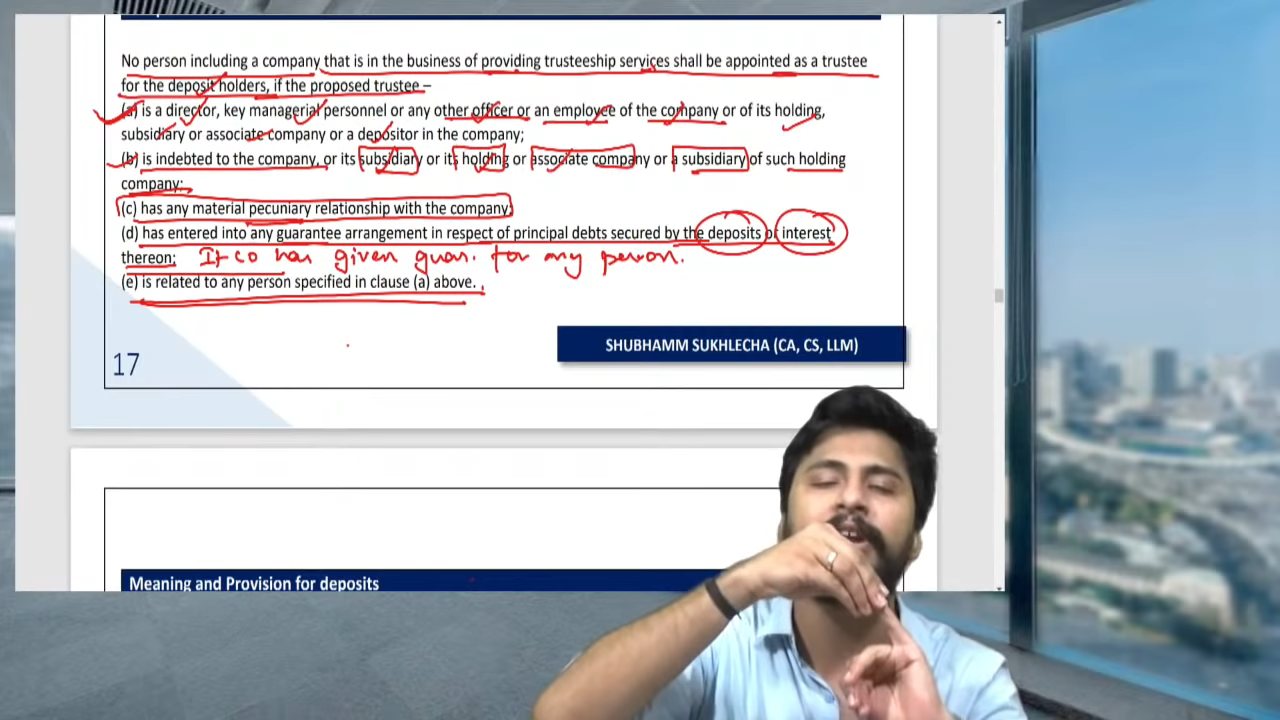 No person including a company that is in the business of providing trusteeship services shall be appointed as a trustee
for the deposit holders, if the proposed trustee –
(a) is a director, key managerial personnel or any other officer or an employee of the company or of its holding,
subsidiary or associate company or a depositor in the company;
(b) is indebted to the company, or its subsidiary or its holding or associate company or a subsidiary of such holding
company;
(c) has any material pecuniary relationship with the company;
(d) has entered into any guarantee arrangement in respect of principal debts secured by the deposits or interest
thereon; If co has given guar. for any person.
(e) is related to any person specified in clause (a) above.
SHUBHAMM SUKHLECHA (CA, CS, LLM)
17
Meaning and Provision for deposits